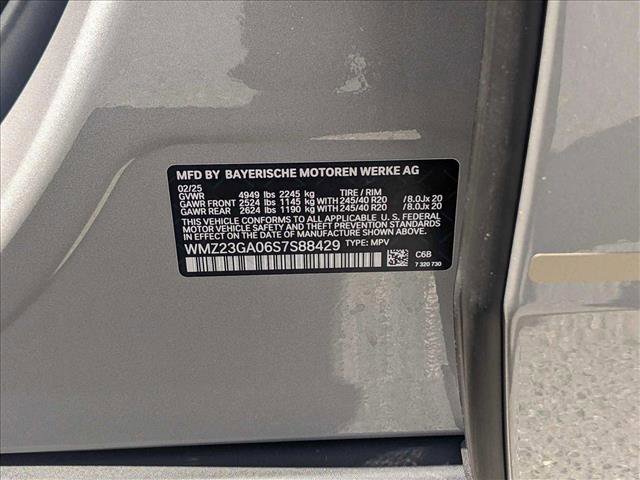 MFD BY BAYERISCHE MOTOREN WERKE AG
02/25
GVWR 4949 lbs 2245 kg TIRE / RIM
GAWR FRONT 2524 lbs 1145 kg WITH 245/40 R20 / 8.0Jx 20
GAWR REAR 2624 lbs 1190 kg WITH 245/40 R20 / 8.0Jx 20
THIS VEHICLE CONFORMS TO ALL APPLICABLE U.S. FEDERAL
MOTOR VEHICLE SAFETY, BUMPER, AND THEFT PREVENTION
STANDARDS IN EFFECT ON THE DATE OF MANUFACTURE SHOWN ABOVE.
WMZ23GA06S7S88429 TYPE: MPV
C6B
7 320 730